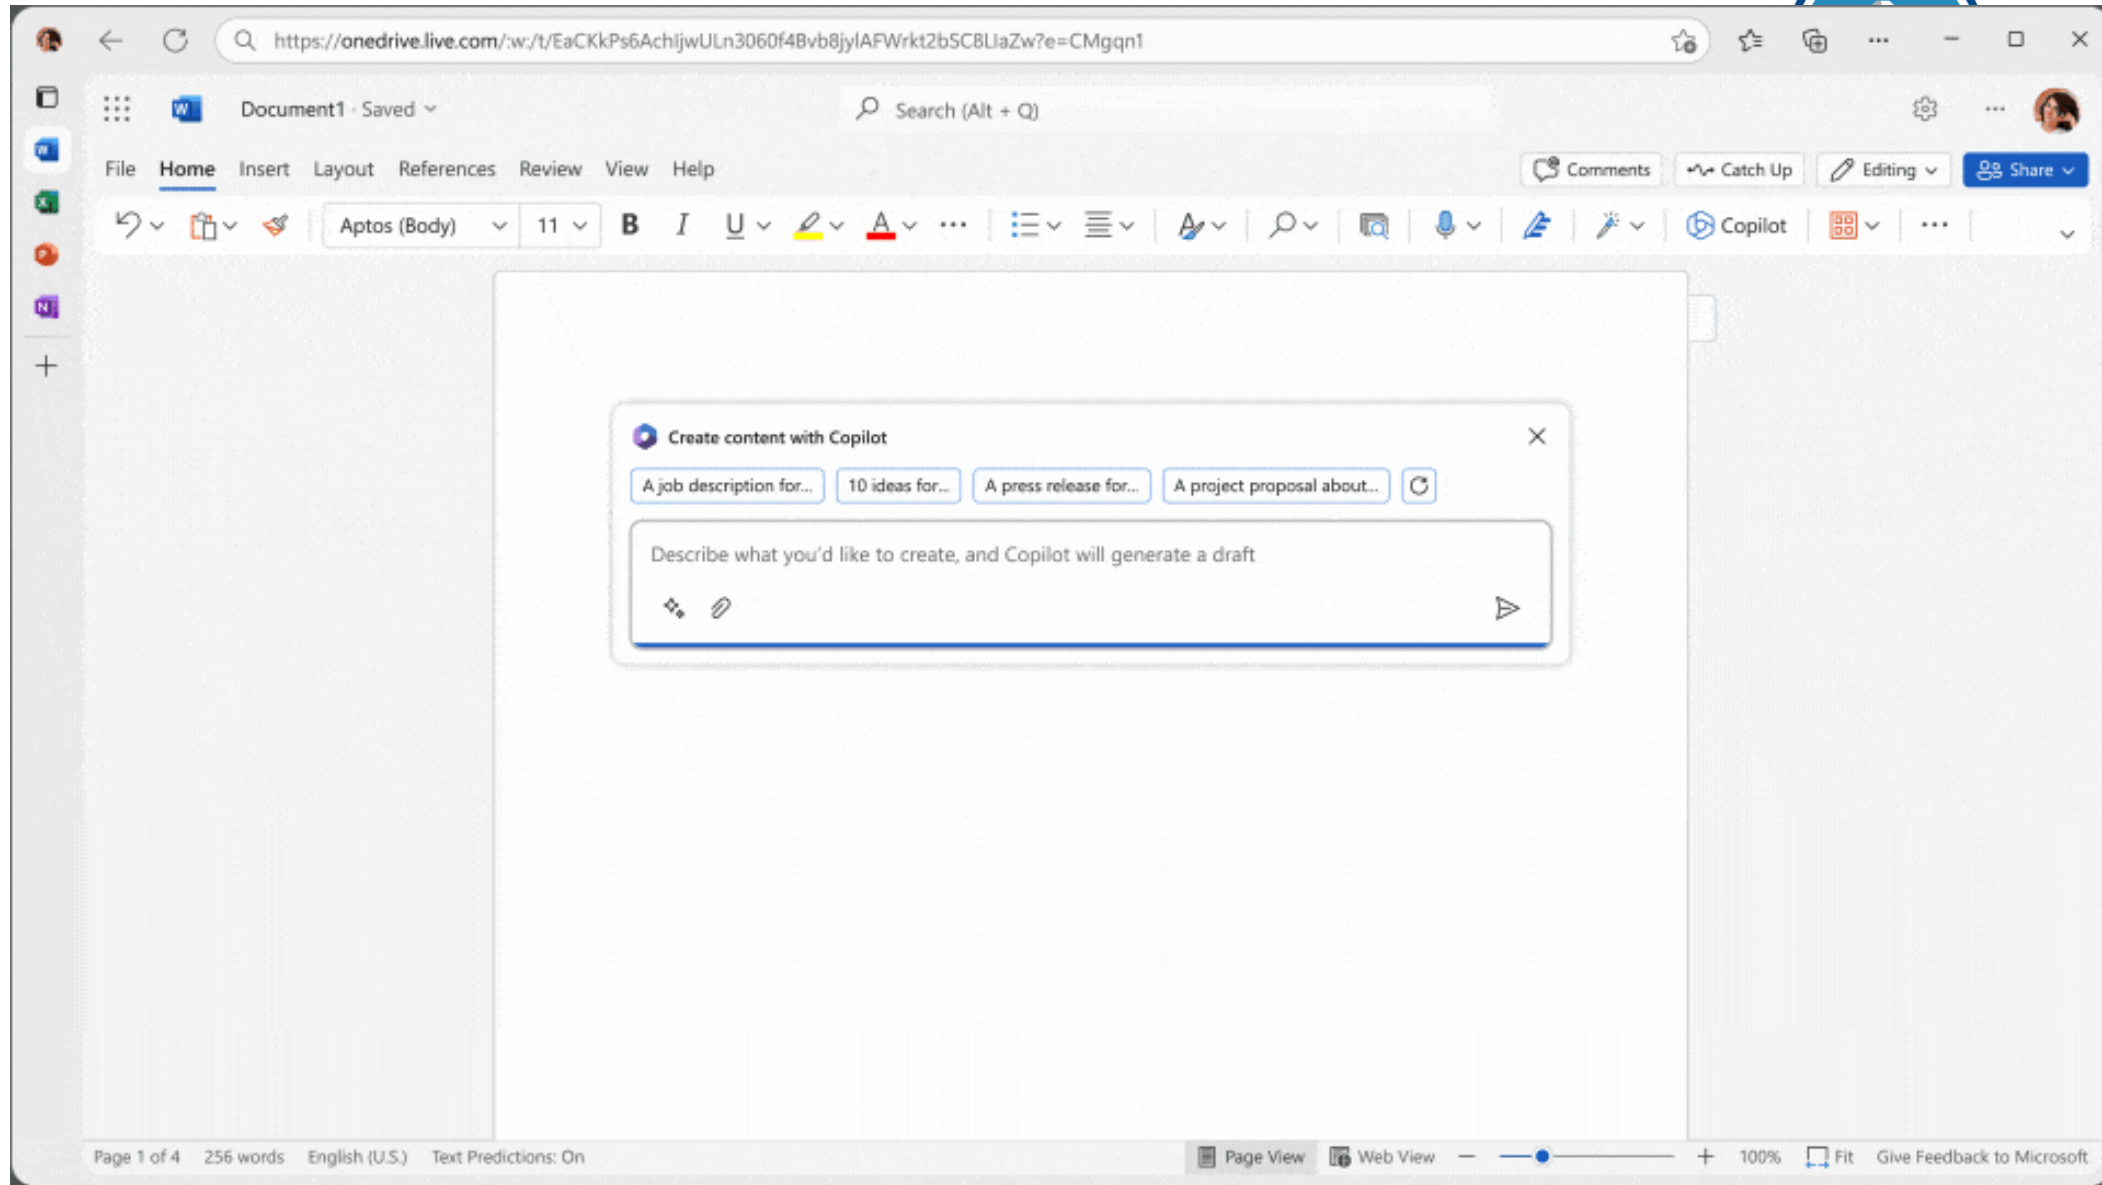 https://onedrive.live.com/:w:/t/EaCKkPs6AchIjwULn3060f4Bvb8jylAFWrkt2bSC8LIaZw?e=CMgqn1
Document1 - Saved
Search (Alt + Q)
File Home Insert Layout References Review View Help
Comments Catch Up Editing Share
Aptos (Body) 11 B I U A Copilot
Create content with Copilot
A job description for... 10 ideas for... A press release for... A project proposal about...
Describe what you'd like to create, and Copilot will generate a draft
Page 1 of 4 256 words English (U.S.) Text Predictions: On Page View Web View 100% Fit Give Feedback to Microsoft